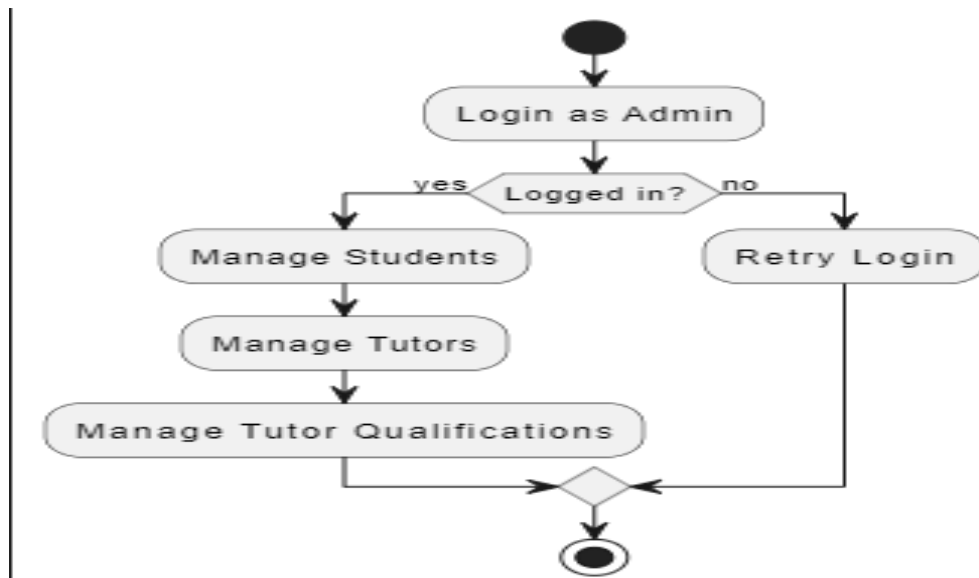 Login as Admin
yes
Logged in?
no
Manage Students
Retry Login
Manage Tutors
Manage Tutor Qualifications